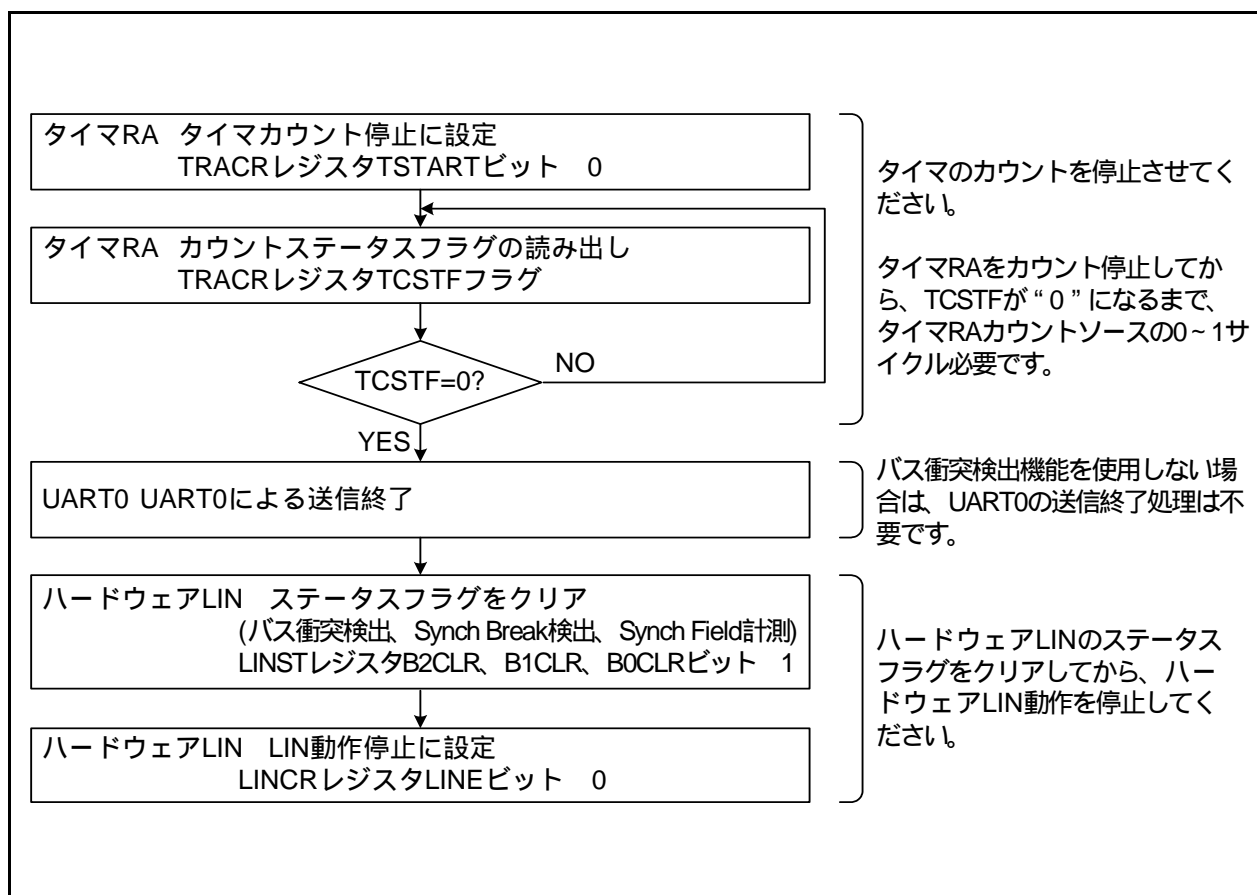 タイマRA タイマカウント停止に設定
TRACRレジスタTSTARTビット 0
タイマRA カウントステータスフラグの読み出し
TRACRレジスタTCSTFフラグ
TCSTF=0?
NO
YES
タイマのカウントを停止させてく
ださい。
タイマRAをカウント停止してか
ら、TCSTFが“0”になるまで、
タイマRAカウントソースの0~1サ
イクル必要です。
UART0 UART0による送信終了
バス衝突検出機能を使用しない場
合は、UART0の送信終了処理は不
要です。
ハードウェアLIN ステータスフラグをクリア
(バス衝突検出、Synch Break検出、Synch Field計測)
LINSTレジスタB2CLR、B1CLR、B0CLRビット 1
ハードウェアLIN LIN動作停止に設定
LINCRレジスタLINEビット 0
ハードウェアLINのステータス
フラグをクリアしてから、ハー
ドウェアLIN動作を停止してく
ださい。